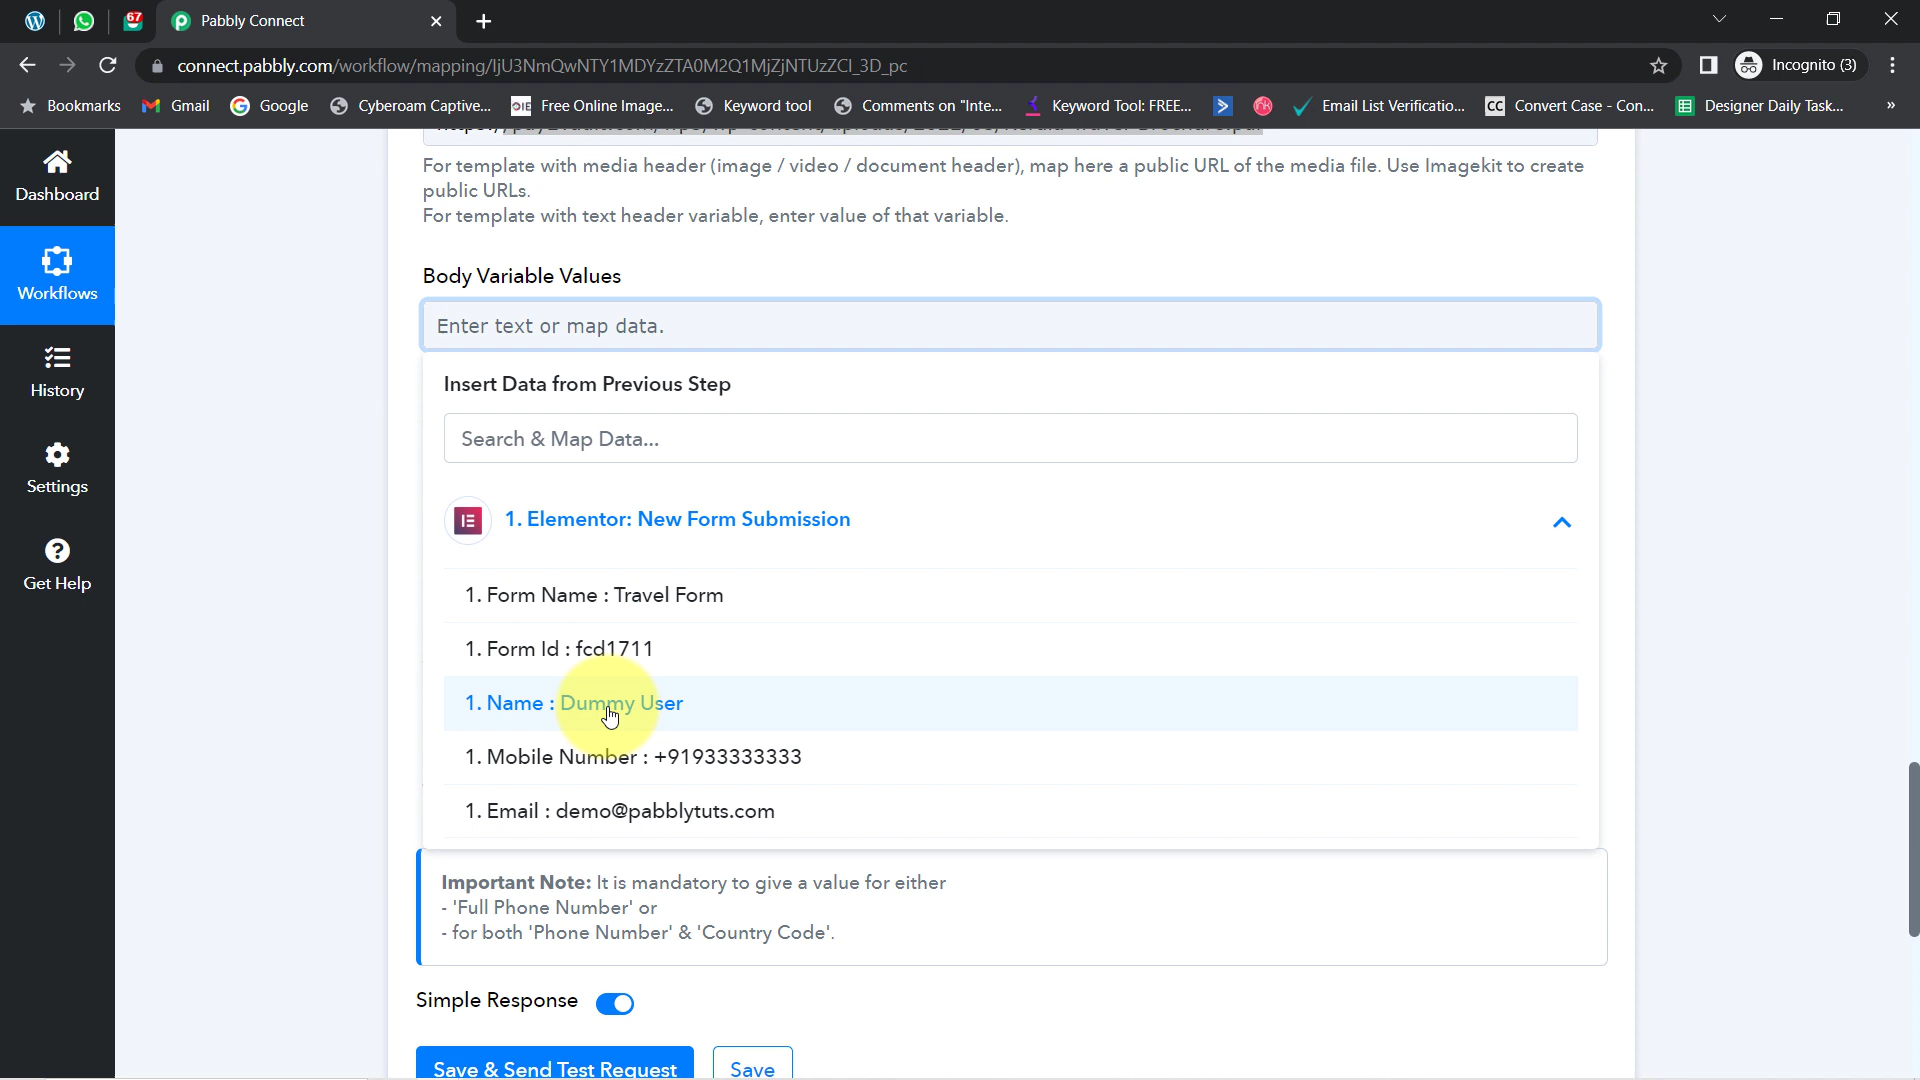 67
Pabbly Connect
connect.pabbly.com/workflow/mapping/IjU3NmQwNTY1MDYzZTA0M2Q1MjZjNTUzZCI_3D_pc
Incognito (3)
Bookmarks
Gmail
Google
Cyberoam Captive...
OIE Free Online Image...
Keyword tool
Comments on "Inte...
Keyword Tool: FREE...
Email List Verificatio...
CC Convert Case - Con...
Designer Daily Task...
»
Dashboard
Workflows
History
Settings
Get Help
For template with media header (image / video / document header), map here a public URL of the media file. Use Imagekit to create
public URLs.
For template with text header variable, enter value of that variable.
Body Variable Values
Enter text or map data.
Insert Data from Previous Step
Search & Map Data...
1. Elementor: New Form Submission
1. Form Name : Travel Form
1. Form Id : fcd1711
1. Name : Dummy User
1. Mobile Number : +91933333333
1. Email : demo@pabblytuts.com
Important Note: It is mandatory to give a value for either
- 'Full Phone Number' or
- for both 'Phone Number' & 'Country Code'.
Simple Response
Save & Send Test Request
Save